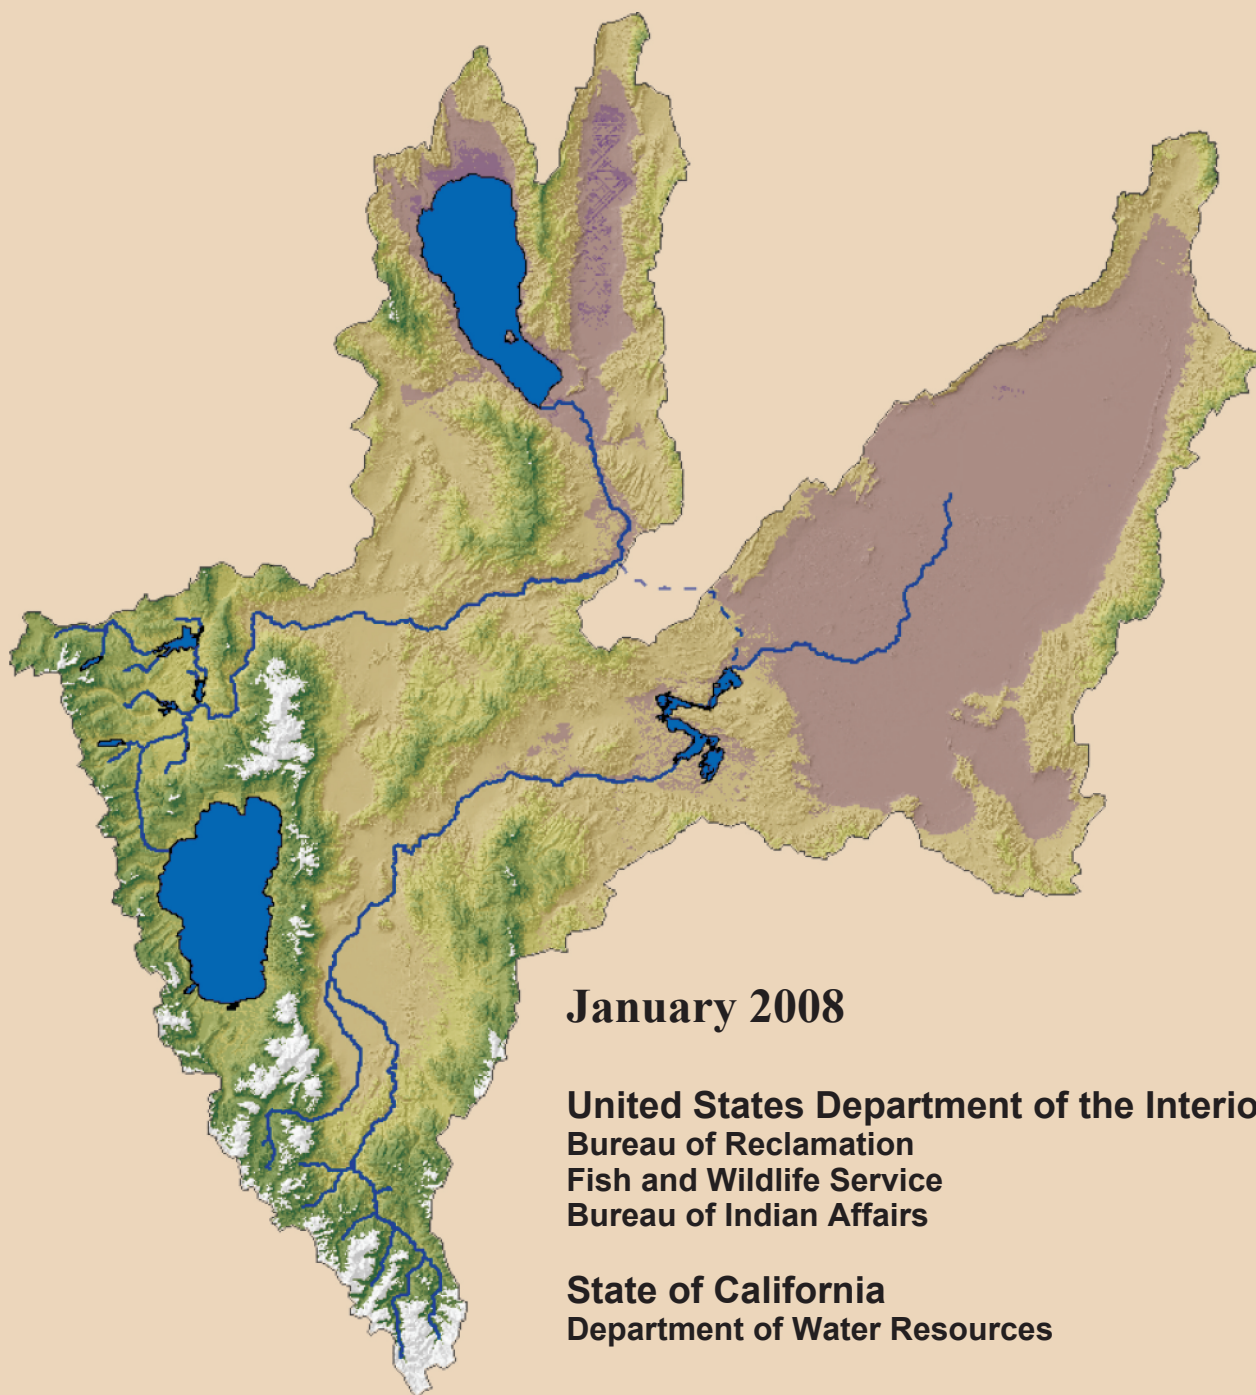 January 2008
United States Department of the Interio
Bureau of Reclamation
Fish and Wildlife Service
Bureau of Indian Affairs
State of California
Department of Water Resources